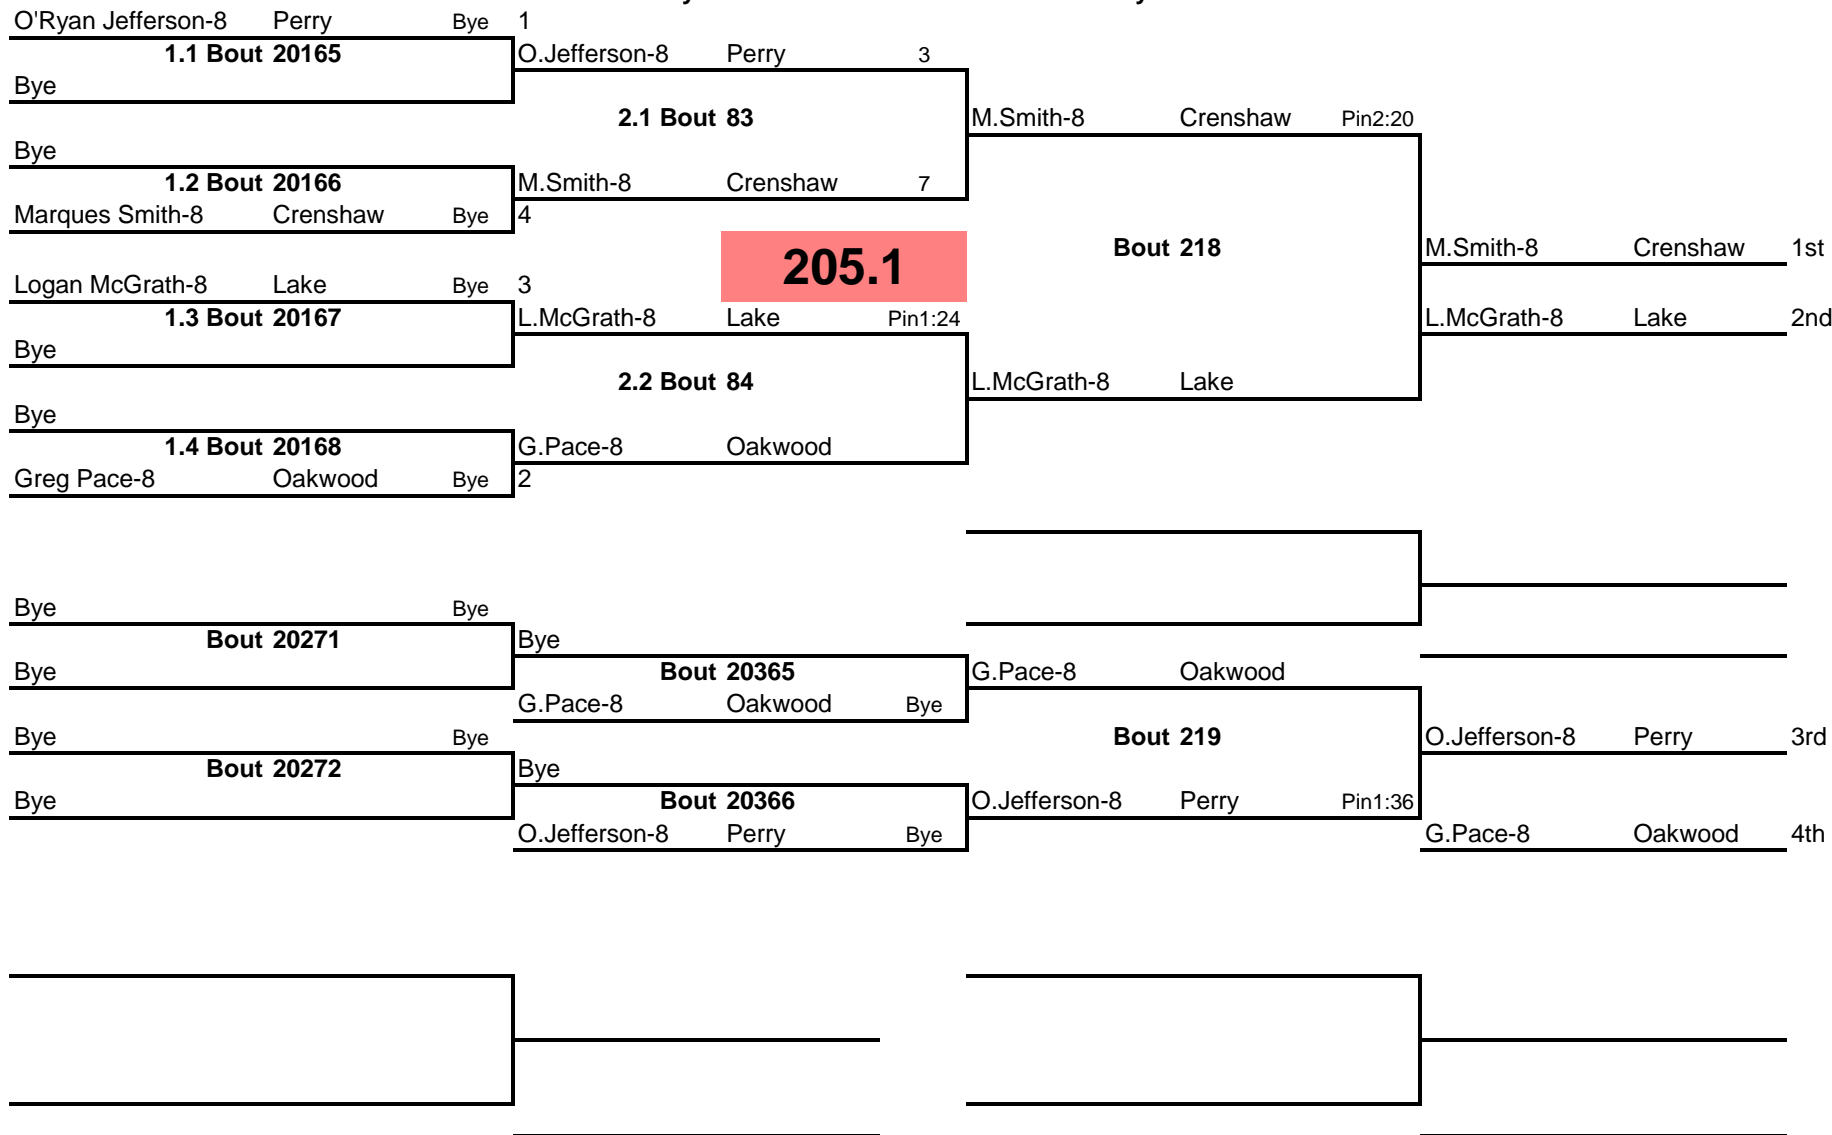 O'Ryan Jefferson-8 Perry Bye 1
1.1 Bout 20165 O.Jefferson-8 Perry 3
Bye
2.1 Bout 83 M.Smith-8 Crenshaw Pin2:20
Bye
1.2 Bout 20166 M.Smith-8 Crenshaw 7
Marques Smith-8 Crenshaw Bye 4
205.1 Bout 218 M.Smith-8 Crenshaw 1st
Logan McGrath-8 Lake Bye 3
1.3 Bout 20167 L.McGrath-8 Lake Pin1:24 L.McGrath-8 Lake 2nd
Bye
2.2 Bout 84 L.McGrath-8 Lake
Bye
1.4 Bout 20168 G.Pace-8 Oakwood
Greg Pace-8 Oakwood Bye 2
Bye Bye
Bout 20271 Bye
Bye Bout 20365 G.Pace-8 Oakwood
G.Pace-8 Oakwood Bye
Bye Bye Bout 219 O.Jefferson-8 Perry 3rd
Bout 20272 Bye
Bye Bout 20366 O.Jefferson-8 Perry Pin1:36
O.Jefferson-8 Perry Bye G.Pace-8 Oakwood 4th